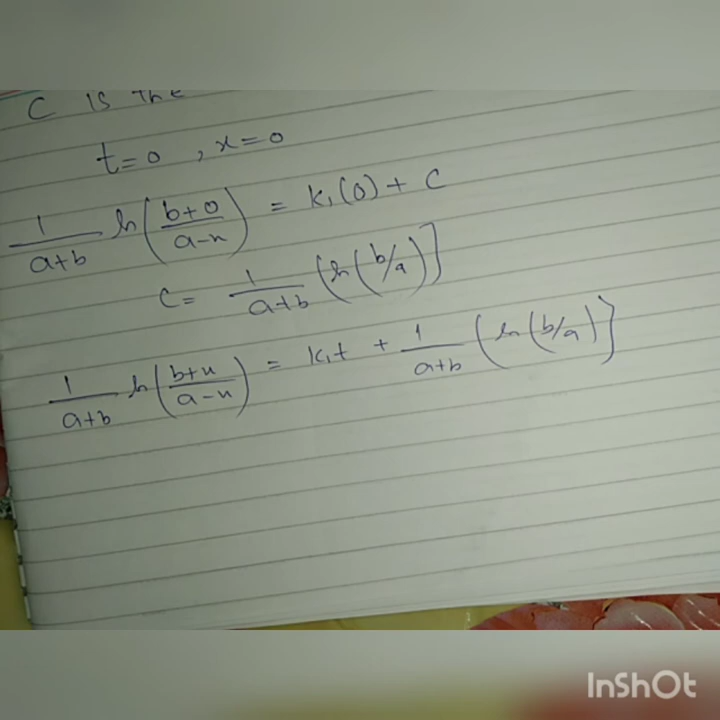 C is the
t=0 , x=0
1/(a+b) ln((b+0)/(a-x)) = k₁(0) + C
C = 1/(a+b) (ln(b/a)}
1/(a+b) ln((b+x)/(a-x)) = k₁t + 1/(a+b) (ln(b/a)}
InShOt